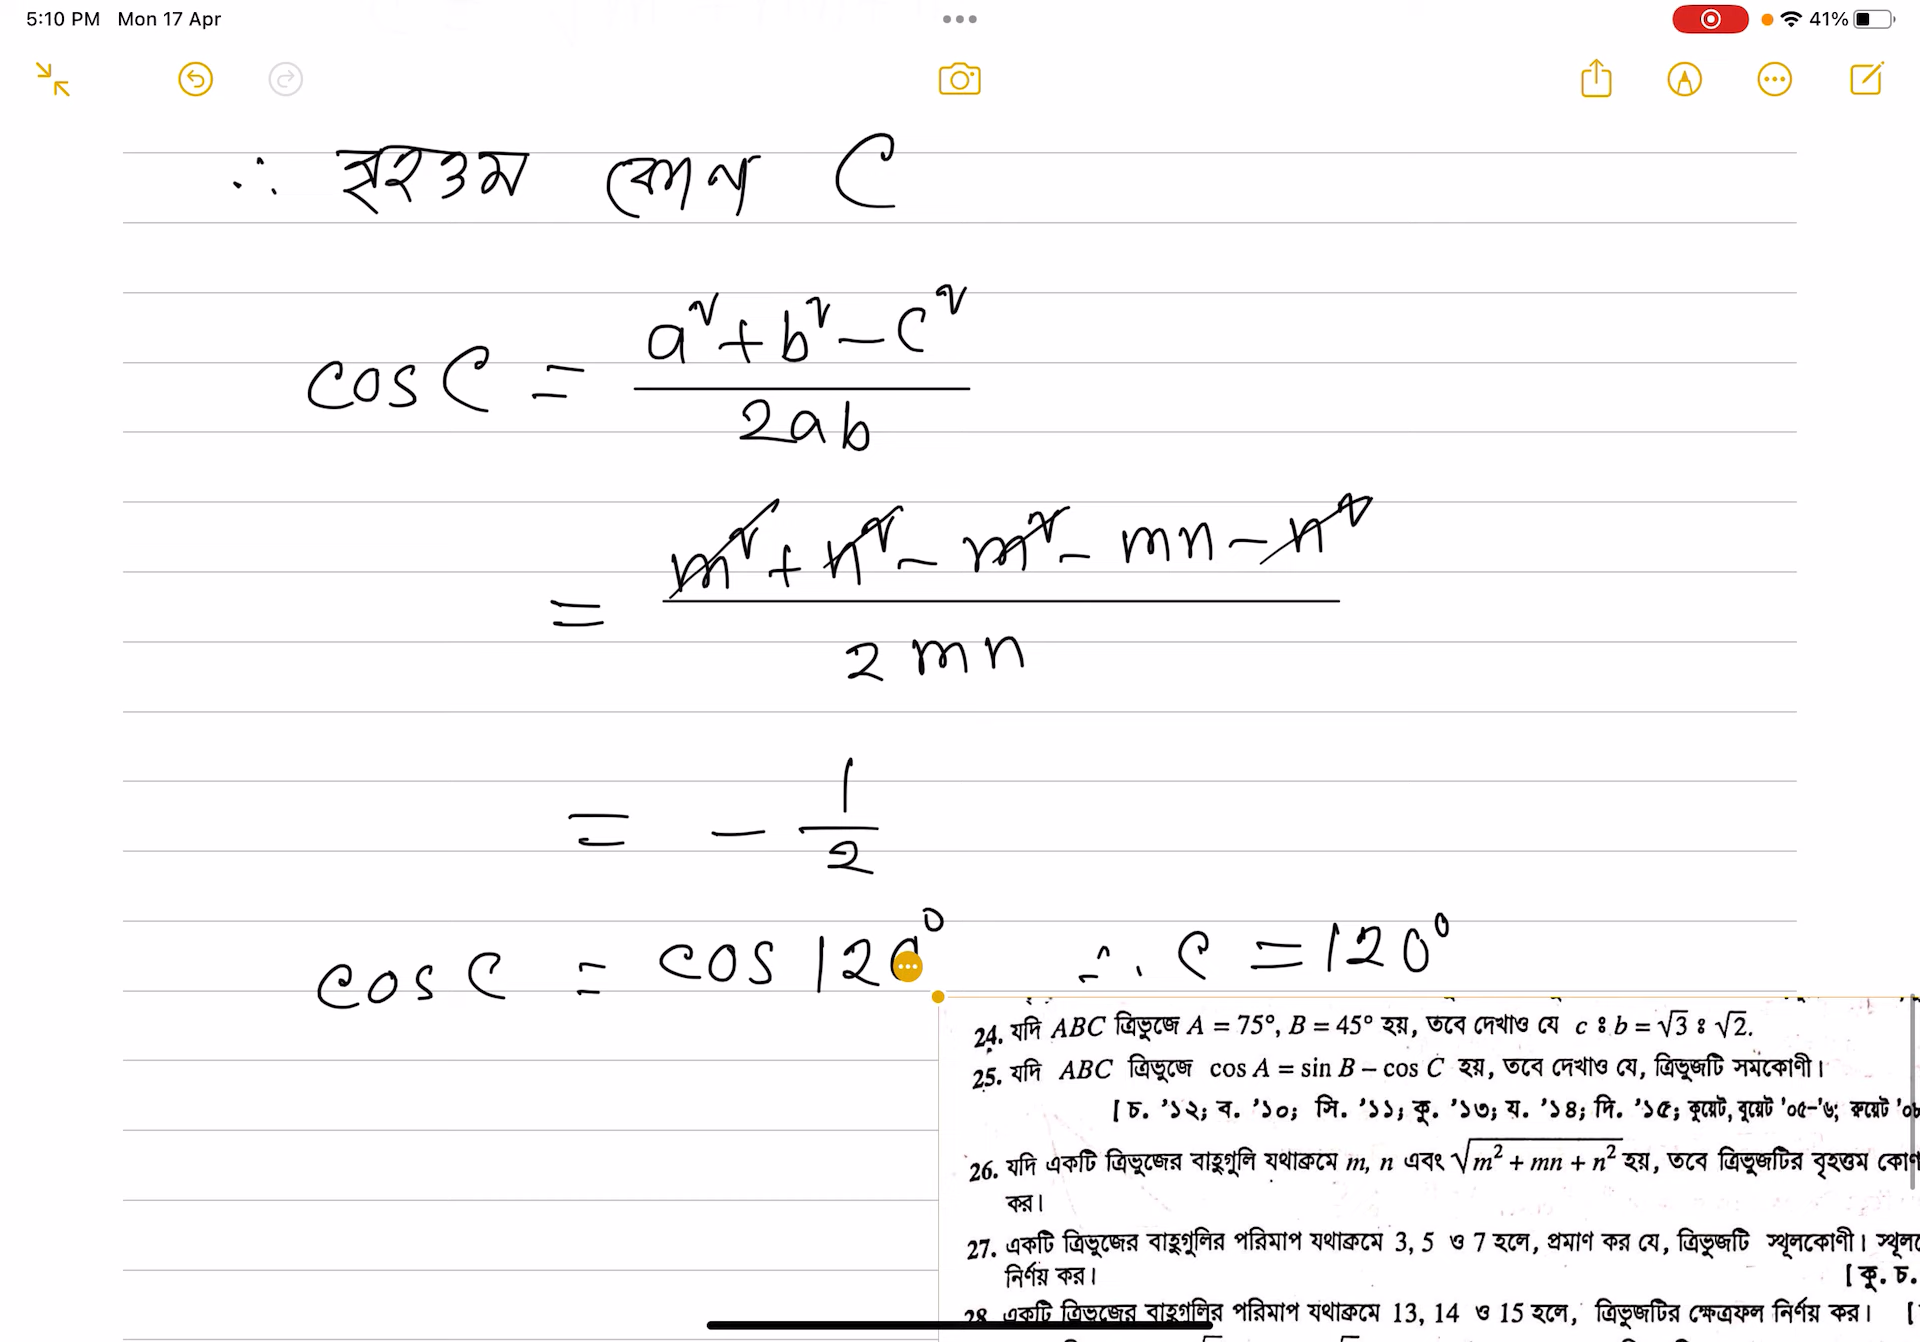 5:10 PM Mon 17 Apr
41%
∴ বৃহত্তম কোণ C
cos C = (a² + b² − c²) / 2ab
= (m² + n² − m² − mn − n²) / 2mn
= − 1/2
cos C = cos 120° ∴ C = 120°
24. যদি ABC ত্রিভুজে A = 75°, B = 45° হয়, তবে দেখাও যে c ঃ b = √3 ঃ √2.
25. যদি ABC ত্রিভুজে cos A = sin B – cos C হয়, তবে দেখাও যে, ত্রিভুজটি সমকোণী।
[ চ. '১২; ব. '১০; সি. '১১; কু. '১৩; য. '১৪; দি. '১৫; কুয়েট, বুয়েট '০৫-'৬; রুয়েট
26. যদি একটি ত্রিভুজের বাহুগুলি যথাক্রমে m, n এবং √(m² + mn + n²) হয়, তবে ত্রিভুজটির বৃহত্তম কোণ
কর।
27. একটি ত্রিভুজের বাহুগুলির পরিমাপ যথাক্রমে 3, 5 ও 7 হলে, প্রমাণ কর যে, ত্রিভুজটি স্থূলকোণী।
নির্ণয় কর। [ কু. চ.
28. একটি ত্রিভুজের বাহুগুলির পরিমাপ যথাক্রমে 13, 14 ও 15 হলে, ত্রিভুজটির ক্ষেত্রফল নির্ণয় কর। [